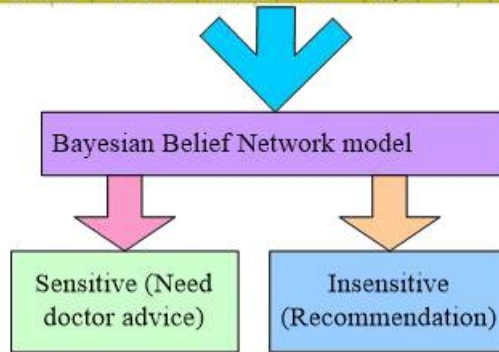 Bayesian Belief Network model
Sensitive (Need
doctor advice)
Insensitive
(Recommendation)